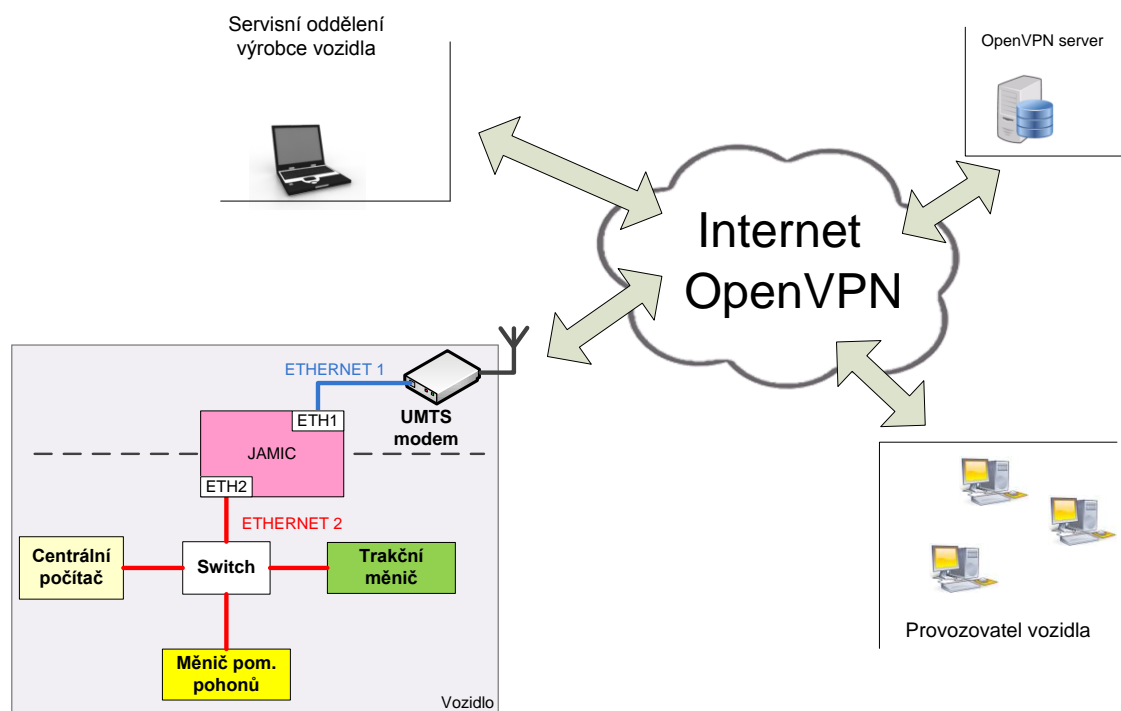 Servisní oddělení
výrobce vozidla
OpenVPN server
Internet
OpenVPN
ETHERNET 1
UMTS
modem
ETH1
JAMIC
ETH2
ETHERNET 2
Centrální
počítač
Switch
Trakční
měnič
Měnič pom.
pohonů
Vozidlo
Provozovatel vozidla